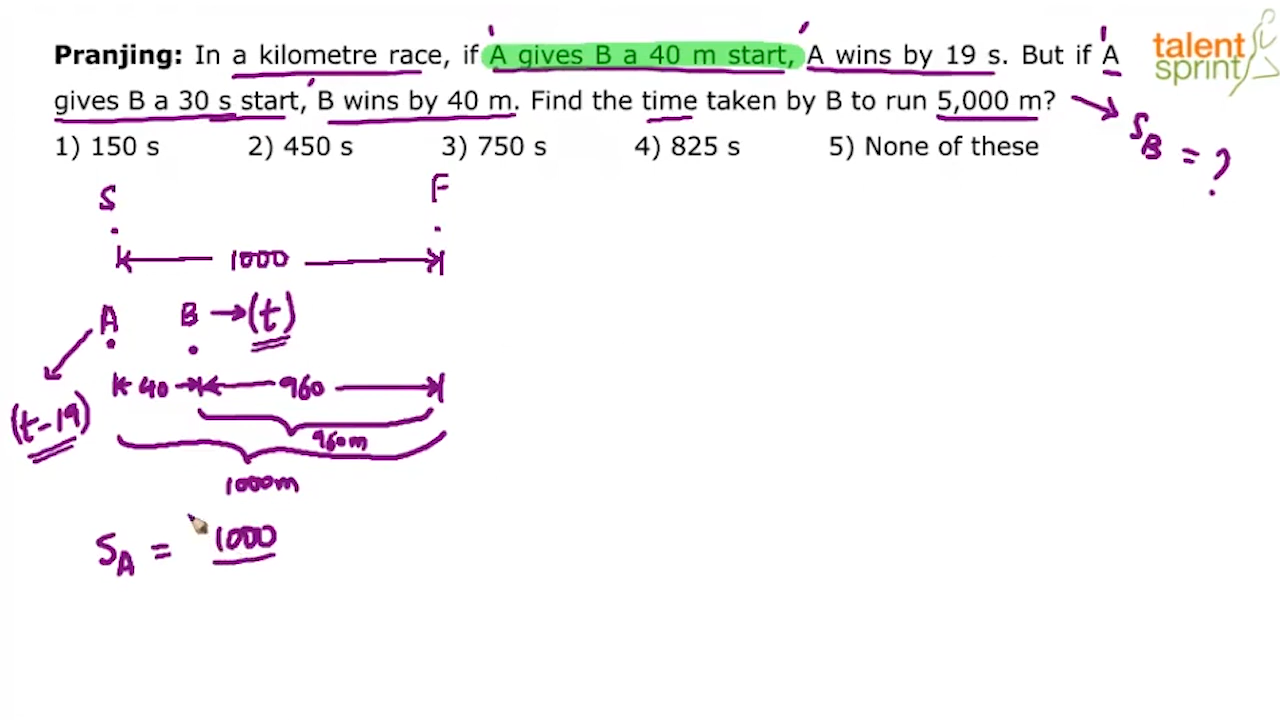 talent
sprint
Pranjing: In a kilometre race, if A gives B a 40 m start, A wins by 19 s. But if A
gives B a 30 s start, B wins by 40 m. Find the time taken by B to run 5,000 m?
1) 150 s 2) 450 s 3) 750 s 4) 825 s 5) None of these
S_B = ?
S F
1000
A B → (t)
40 960
(t-19)
960m
1000m
S_A = 1000